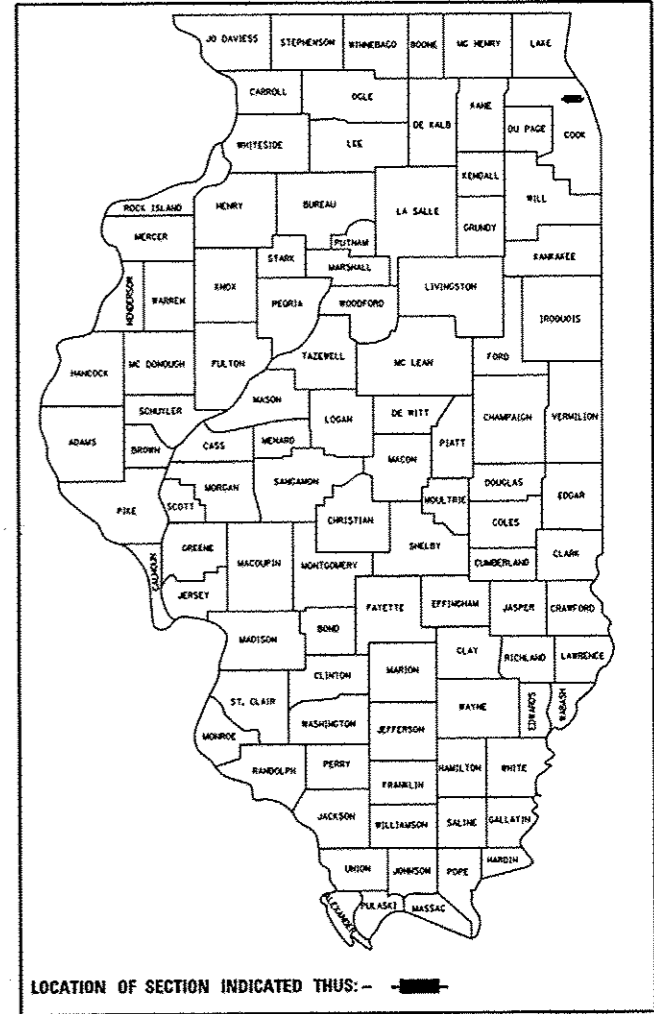 JO DAVIESS STEPHENSON WINNEBAGO BOONE MC HENRY LAKE
CARROLL OGLE DE KALB KANE DU PAGE COOK
WHITESIDE LEE
KENDALL WILL
ROCK ISLAND HENRY BUREAU LA SALLE GRUNDY
MERCER PUTNAM KANKAKEE
STARK MARSHALL
HENDERSON WARREN KNOX PEORIA WOODFORD LIVINGSTON IROQUOIS
HANCOCK MC DONOUGH FULTON TAZEWELL MC LEAN FORD
MASON
SCHUYLER LOGAN DE WITT CHAMPAIGN VERMILION
ADAMS BROWN CASS MENARD PIATT
MACON
MORGAN SANGAMON DOUGLAS
PIKE SCOTT MOULTRIE EDGAR
CHRISTIAN COLES
GREENE MACOUPIN MONTGOMERY SHELBY CUMBERLAND CLARK
CALHOUN JERSEY FAYETTE EFFINGHAM JASPER CRAWFORD
MADISON BOND
CLAY RICHLAND LAWRENCE
CLINTON MARION
ST. CLAIR WAYNE EDWARDS WABASH
MONROE WASHINGTON JEFFERSON
RANDOLPH PERRY HAMILTON WHITE
FRANKLIN
JACKSON WILLIAMSON SALINE GALLATIN
UNION JOHNSON POPE HARDIN
ALEXANDER PULASKI MASSAC
LOCATION OF SECTION INDICATED THUS:-